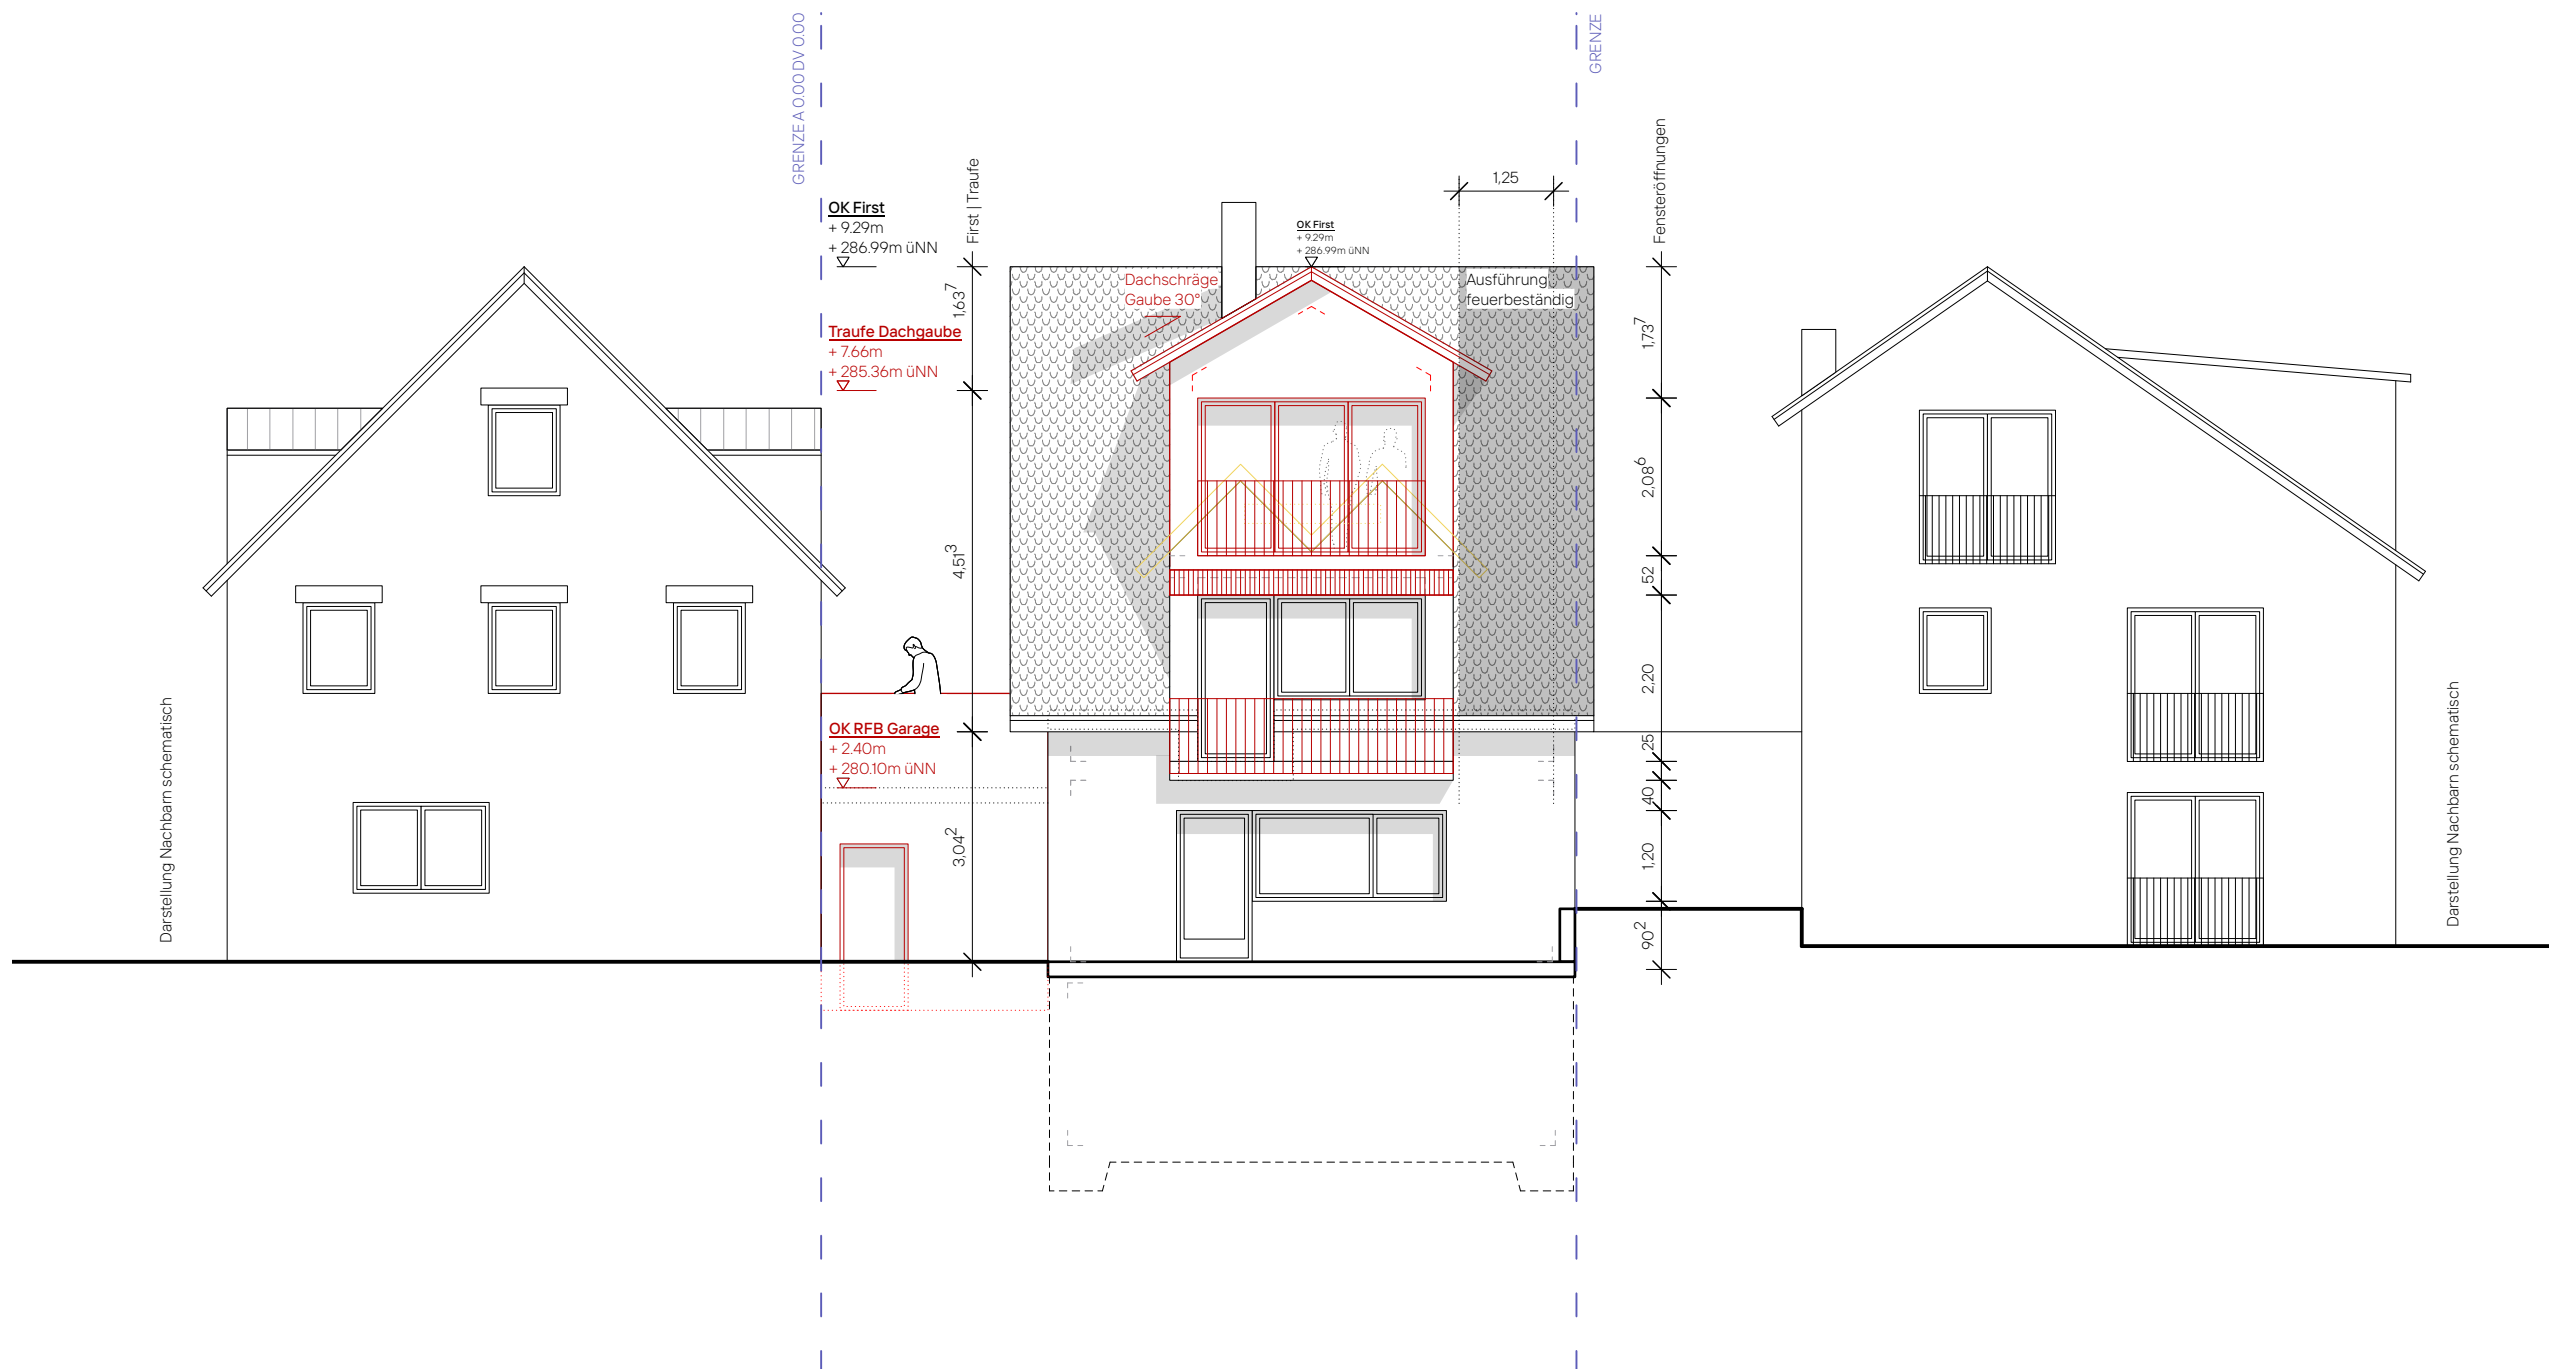 GRENZE A 0.00 DV 0.00
GRENZE
OK First
+ 9.29m
+ 286.99m üNN
First | Traufe
Fensteröffnungen
1,25
OK First
+ 9.29m
+ 286.99m üNN
Dachschräge
Gaube 30°
Ausführung
feuerbeständig
Traufe Dachgaube
+ 7.66m
+ 285.36m üNN
1,63⁷
4,51³
3,04²
1,73⁷
2,08⁶
52
2,20
25
40
1,20
90²
OK RFB Garage
+ 2.40m
+ 280.10m üNN
Darstellung Nachbarn schematisch
Darstellung Nachbarn schematisch